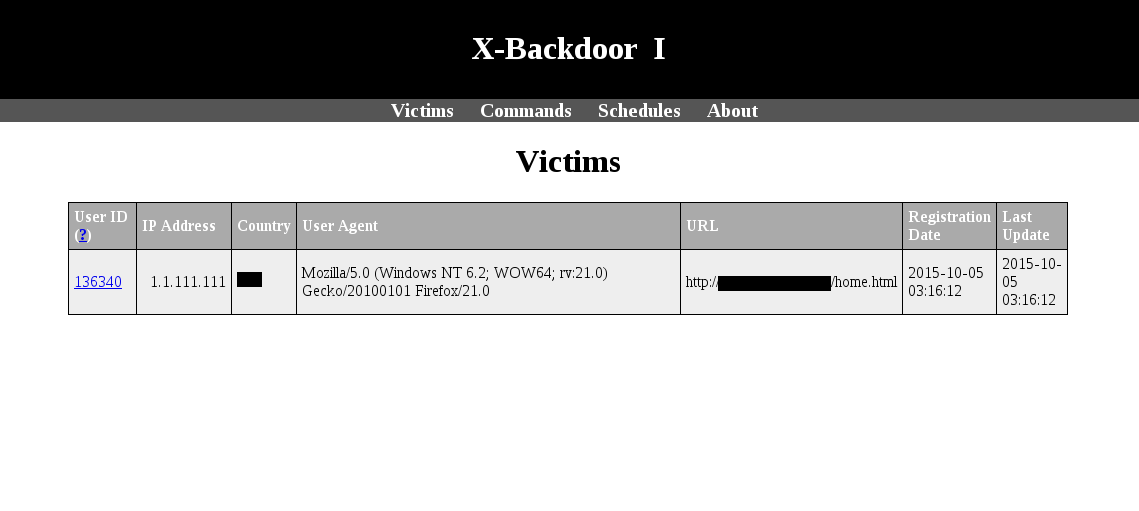 X-Backdoor I
Victims Commands Schedules About
Victims
User ID (?) IP Address Country User Agent URL Registration Date Last Update
136340 1.1.111.111 Mozilla/5.0 (Windows NT 6.2; WOW64; rv:21.0) Gecko/20100101 Firefox/21.0 http:// /home.html 2015-10-05 03:16:12 2015-10-05 03:16:12